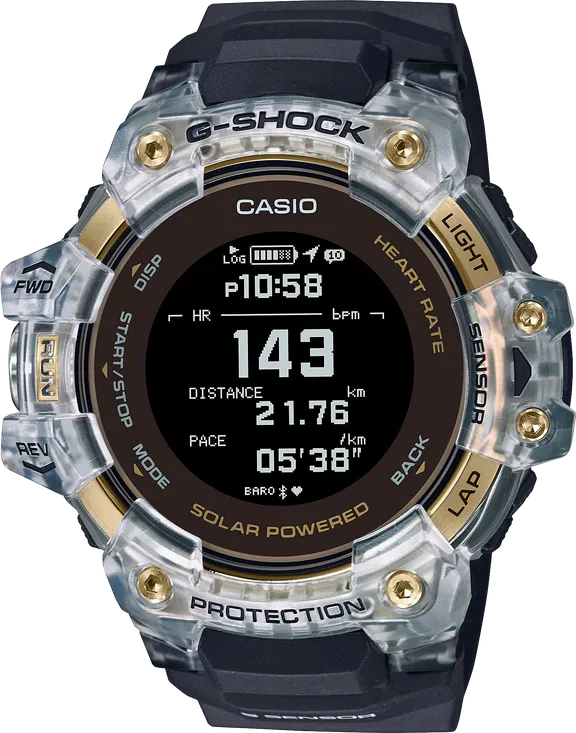 G-SHOCK
CASIO
LIGHT
DISP
HEART RATE
LOG 10
P10:58
FWD
HR bpm
START/STOP
143
SENSOR
RUN
DISTANCE km
21.76
REV
PACE /km
05'38"
MODE
BACK
BARO
LAP
SOLAR POWERED
PROTECTION
SENSOR